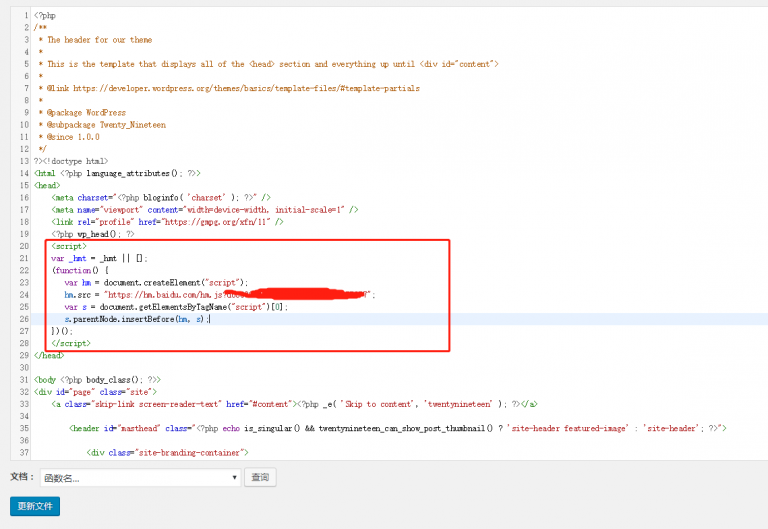 1 <?php
2 /**
3 * The header for our theme
4 *
5 * This is the template that displays all of the <head> section and everything up until <div id="content">
6 *
7 * @link https://developer.wordpress.org/themes/basics/template-files/#template-partials
8 *
9 * @package WordPress
10 * @subpackage Twenty_Nineteen
11 * @since 1.0.0
12 */
13 ?><!doctype html>
14 <html <?php language_attributes(); ?>>
15 <head>
16 <meta charset="<?php bloginfo( 'charset' ); ?>" />
17 <meta name="viewport" content="width=device-width, initial-scale=1" />
18 <link rel="profile" href="https://gmpg.org/xfn/11" />
19 <?php wp_head(); ?>
20 <script>
21 var _hmt = _hmt || [];
22 (function() {
23 var hm = document.createElement("script");
24 hm.src = "https://hm.baidu.com/hm.js?";
25 var s = document.getElementsByTagName("script")[0];
26 s.parentNode.insertBefore(hm, s);
27 })();
28 </script>
29 </head>
30
31 <body <?php body_class(); ?>>
32 <div id="page" class="site">
33 <a class="skip-link screen-reader-text" href="#content"><?php _e( 'Skip to content', 'twentynineteen' ); ?></a>
34
35 <header id="masthead" class="<?php echo is_singular() && twentynineteen_can_show_post_thumbnail() ? 'site-header featured-image' : 'site-header'; ?>">
36
37 <div class="site-branding-container">
文档： 函数名... 查询
更新文件